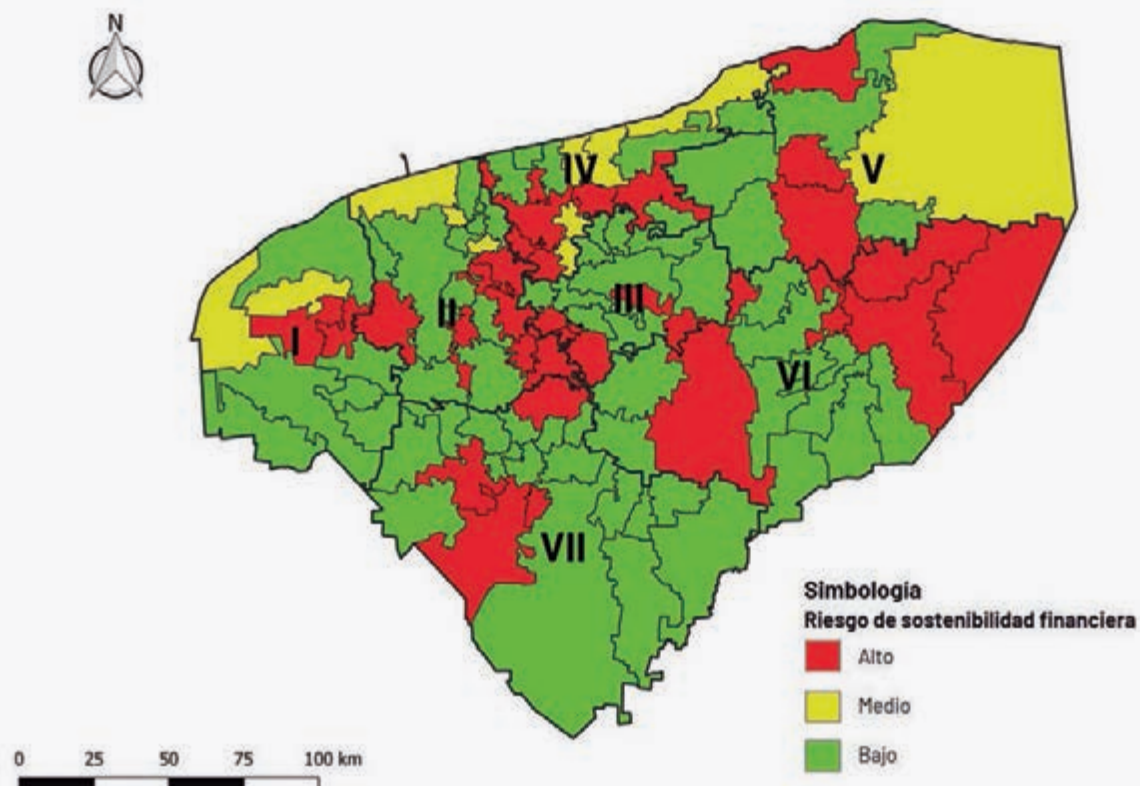 N
IV
V
II
III
I
VI
VII
Simbología
Riesgo de sostenibilidad financiera
Alto
Medio
Bajo
0 25 50 75 100 km